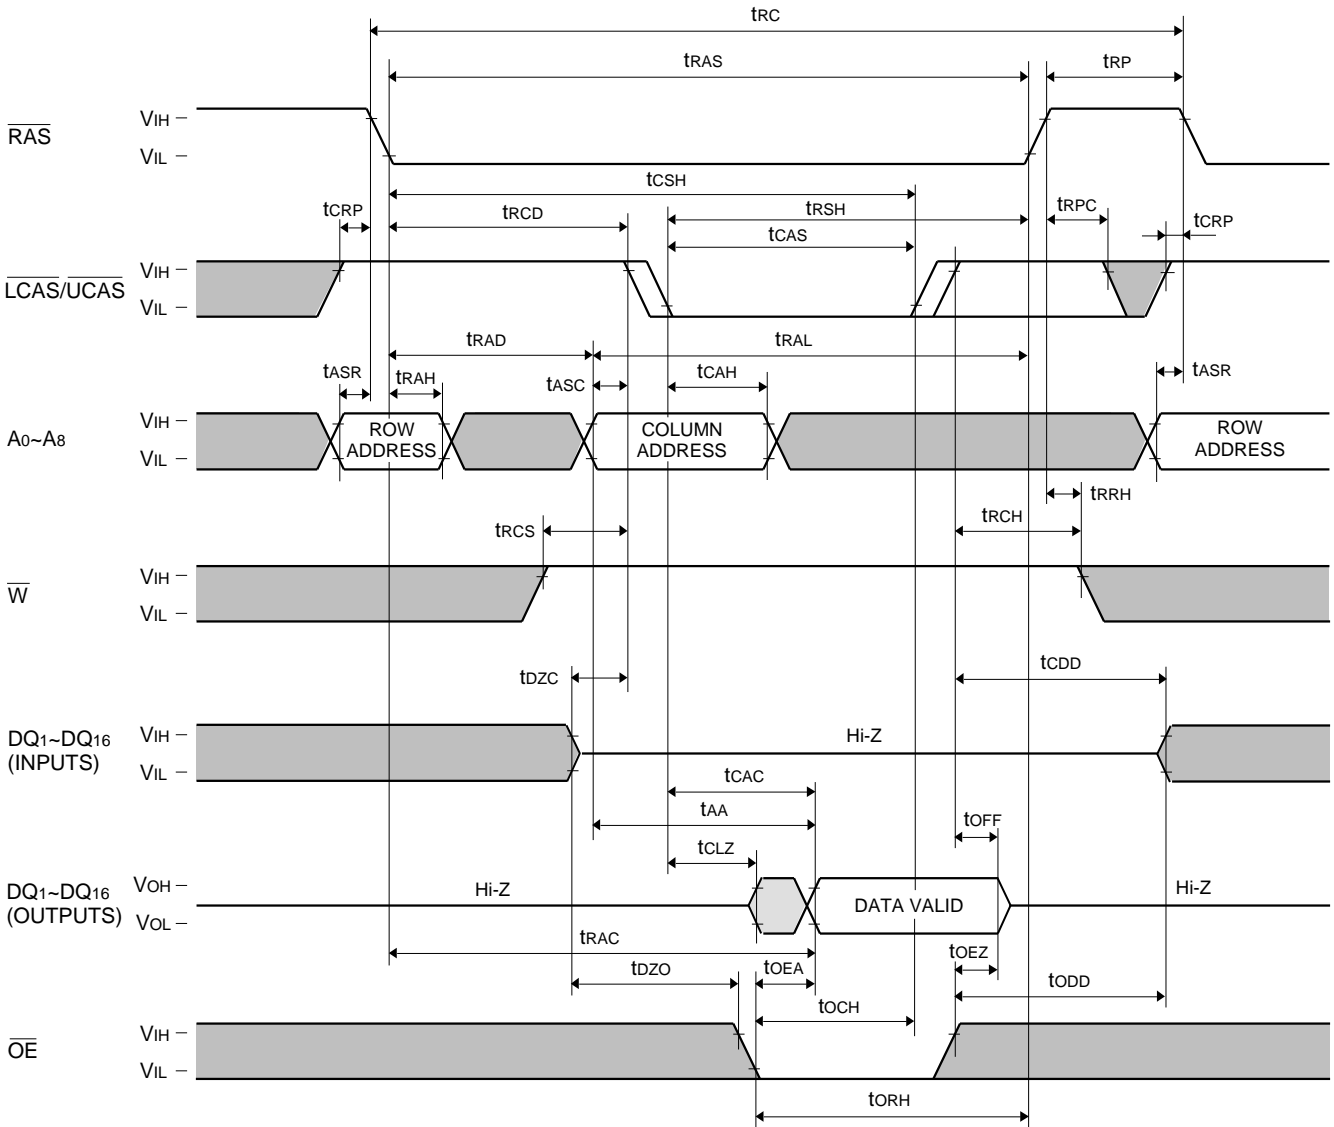 tRC
tRAS
tRP
RAS
VIH
VIL
tCSH
tCRP
tRCD
tRSH
tRPC
tCRP
tCAS
LCAS/UCAS
VIH
VIL
tRAD
tRAL
tASR
tRAH
tASC
tCAH
tASR
A0~A8
VIH
VIL
ROW
ADDRESS
COLUMN
ADDRESS
ROW
ADDRESS
tRRH
tRCS
tRCH
W
VIH
VIL
tDZC
tCDD
DQ1~DQ16
(INPUTS)
VIH
VIL
Hi-Z
tCAC
tAA
tOFF
tCLZ
DQ1~DQ16
(OUTPUTS)
VOH
VOL
Hi-Z
DATA VALID
Hi-Z
tRAC
tDZO
tOEA
tOEZ
tODD
tOCH
OE
VIH
VIL
tORH